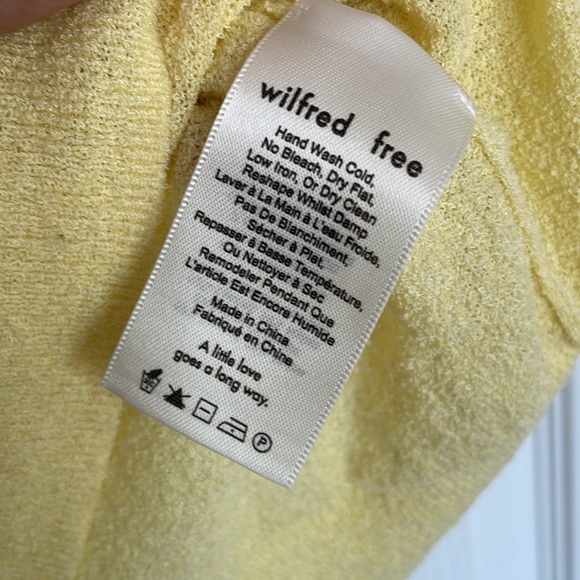 wilfred free
Hand Wash Cold,
No Bleach, Dry Flat,
Low Iron, Or Dry Clean
Reshape Whilst Damp
Laver à La Main à L'eau Froide,
Pas De Blanchiment,
Sécher à Plat,
Repasser à Basse Température,
Ou Nettoyer à Sec
Remodeler Pendant Que
L'article Est Encore Humide
Made in China
Fabriqué en Chine
A little love
goes a long way.
P